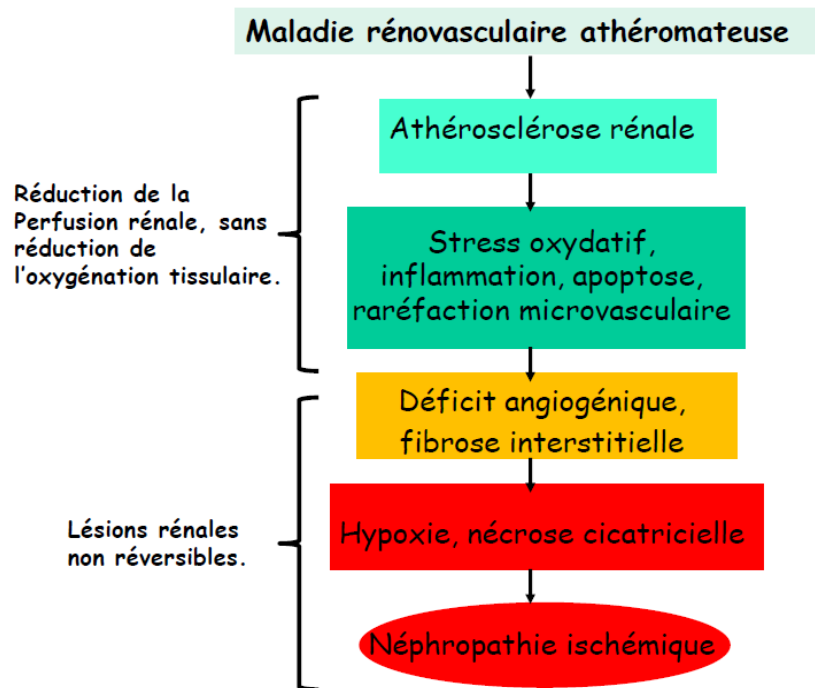 Maladie rénovasculaire athéromateuse
Athérosclérose rénale
Réduction de la
Perfusion rénale, sans
réduction de
l'oxygénation tissulaire.
Stress oxydatif,
inflammation, apoptose,
raréfaction microvasculaire
Déficit angiogénique,
fibrose interstitielle
Lésions rénales
non réversibles.
Hypoxie, nécrose cicatricielle
Néphropathie ischémique